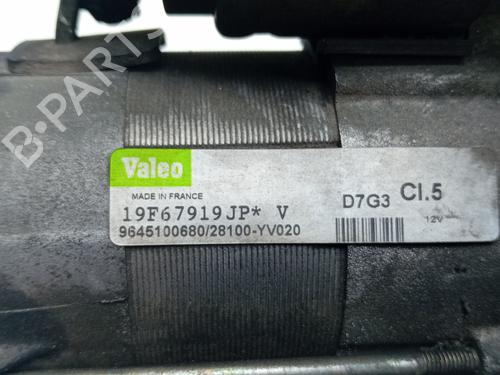 B-PARTS
Valeo
MADE IN FRANCE
19F67919JP* V
9645100680/28100-YV020
D7G3 Cl.5
12V